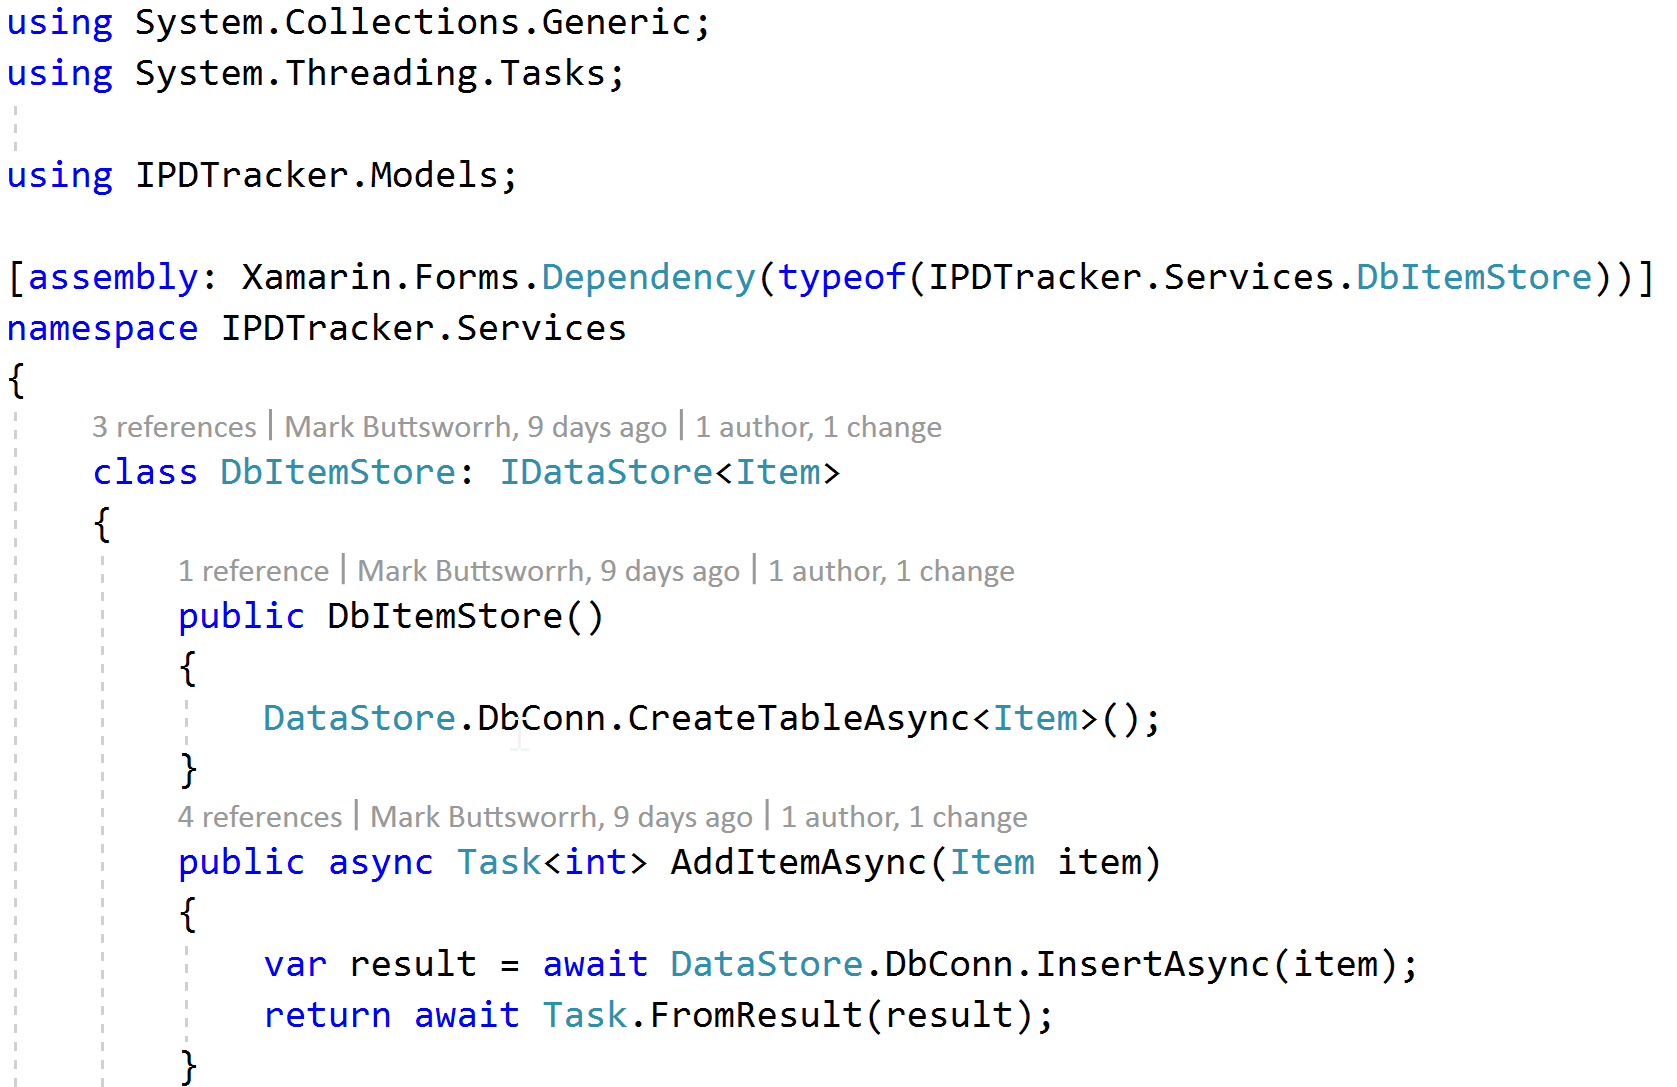 using System.Collections.Generic;
using System.Threading.Tasks;
using IPDTracker.Models;
[assembly: Xamarin.Forms.Dependency(typeof(IPDTracker.Services.DbItemStore))]
namespace IPDTracker.Services
{
3 references | Mark Buttsworrh, 9 days ago | 1 author, 1 change
class DbItemStore: IDataStore<Item>
{
1 reference | Mark Buttsworrh, 9 days ago | 1 author, 1 change
public DbItemStore()
{
DataStore.DbConn.CreateTableAsync<Item>();
}
4 references | Mark Buttsworrh, 9 days ago | 1 author, 1 change
public async Task<int> AddItemAsync(Item item)
{
var result = await DataStore.DbConn.InsertAsync(item);
return await Task.FromResult(result);
}